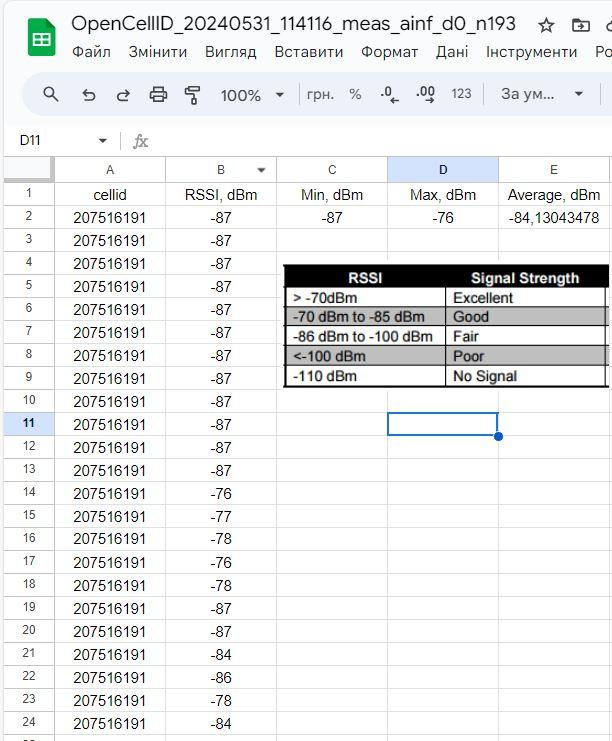 OpenCellID_20240531_114116_meas_ainf_d0_n193
Файл Змінити Вигляд Вставити Формат Дані Інструменти Ро
100% грн. % .0 .00 123 За ум...
D11 fx
A B C D E
1 cellid RSSI, dBm Min, dBm Max, dBm Average, dBm
2 207516191 -87 -87 -76 -84,13043478
3 207516191 -87
4 207516191 -87
5 207516191 -87
6 207516191 -87
7 207516191 -87
8 207516191 -87
9 207516191 -87
10 207516191 -87
11 207516191 -87
12 207516191 -87
13 207516191 -87
14 207516191 -76
15 207516191 -77
16 207516191 -78
17 207516191 -76
18 207516191 -78
19 207516191 -87
20 207516191 -87
21 207516191 -84
22 207516191 -86
23 207516191 -78
24 207516191 -84
RSSI Signal Strength
> -70dBm Excellent
-70 dBm to -85 dBm Good
-86 dBm to -100 dBm Fair
<-100 dBm Poor
-110 dBm No Signal